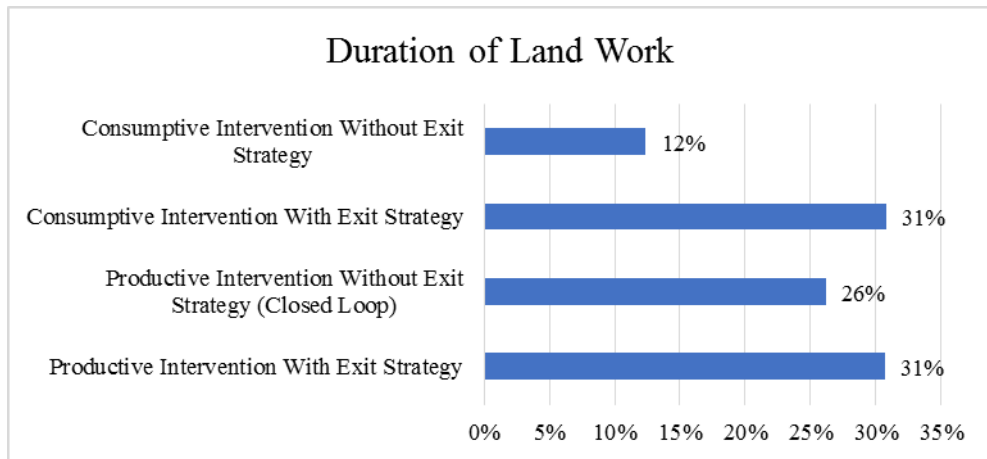 Duration of Land Work
Consumptive Intervention Without Exit
Strategy
12%
Consumptive Intervention With Exit Strategy
31%
Productive Intervention Without Exit
Strategy (Closed Loop)
26%
Productive Intervention With Exit Strategy
31%
0% 5% 10% 15% 20% 25% 30% 35%